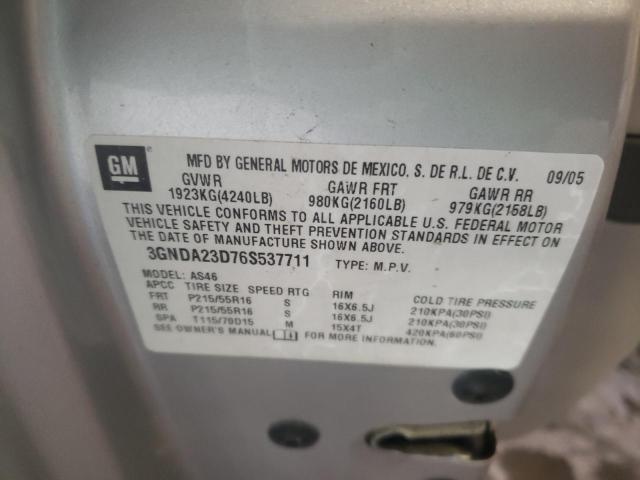 GM
MFD BY GENERAL MOTORS DE MEXICO, S. DE R.L. DE C.V. 09/05
GVWR GAWR FRT GAWR RR
1923KG(4240LB) 980KG(2160LB) 979KG(2158LB)
THIS VEHICLE CONFORMS TO ALL APPLICABLE U.S. FEDERAL MOTOR
VEHICLE SAFETY AND THEFT PREVENTION STANDARDS IN EFFECT ON
THE DATE OF MANUFACTURE SHOWN ABOVE.
3GNDA23D76S537711 TYPE: M.P.V.
MODEL: AS46
APCC TIRE SIZE SPEED RTG RIM COLD TIRE PRESSURE
FRT P215/55R16 S 16X6.5J 210KPA(30PSI)
RR P215/55R16 S 16X6.5J 210KPA(30PSI)
SPA T115/70D15 M 15X4T 420KPA(60PSI)
SEE OWNER'S MANUAL FOR MORE INFORMATION.